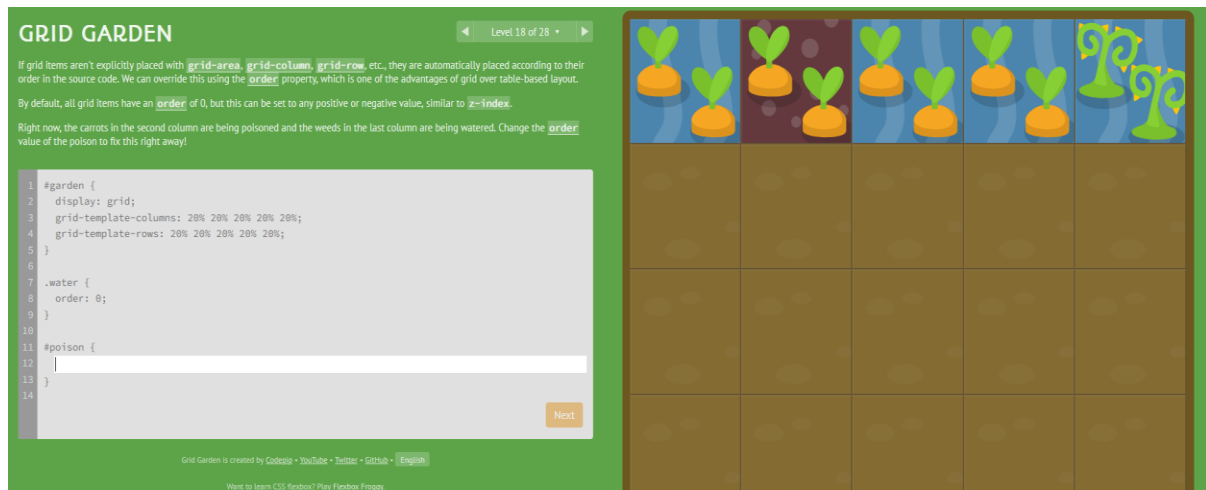 GRID GARDEN
Level 18 of 28
If grid items aren't explicitly placed with grid-area, grid-column, grid-row, etc., they are automatically placed according to their
order in the source code. We can override this using the order property, which is one of the advantages of grid over table-based layout.
By default, all grid items have an order of 0, but this can be set to any positive or negative value, similar to z-index.
Right now, the carrots in the second column are being poisoned and the weeds in the last column are being watered. Change the order
value of the poison to fix this right away!
1 #garden {
2 display: grid;
3 grid-template-columns: 20% 20% 20% 20% 20%;
4 grid-template-rows: 20% 20% 20% 20% 20%;
5 }
6
7 .water {
8 order: 0;
9 }
10
11 #poison {
12
13 }
14
Next
Grid Garden is created by Codepip • YouTube • Twitter • GitHub • English
Want to learn CSS flexbox? Play Flexbox Froggy.